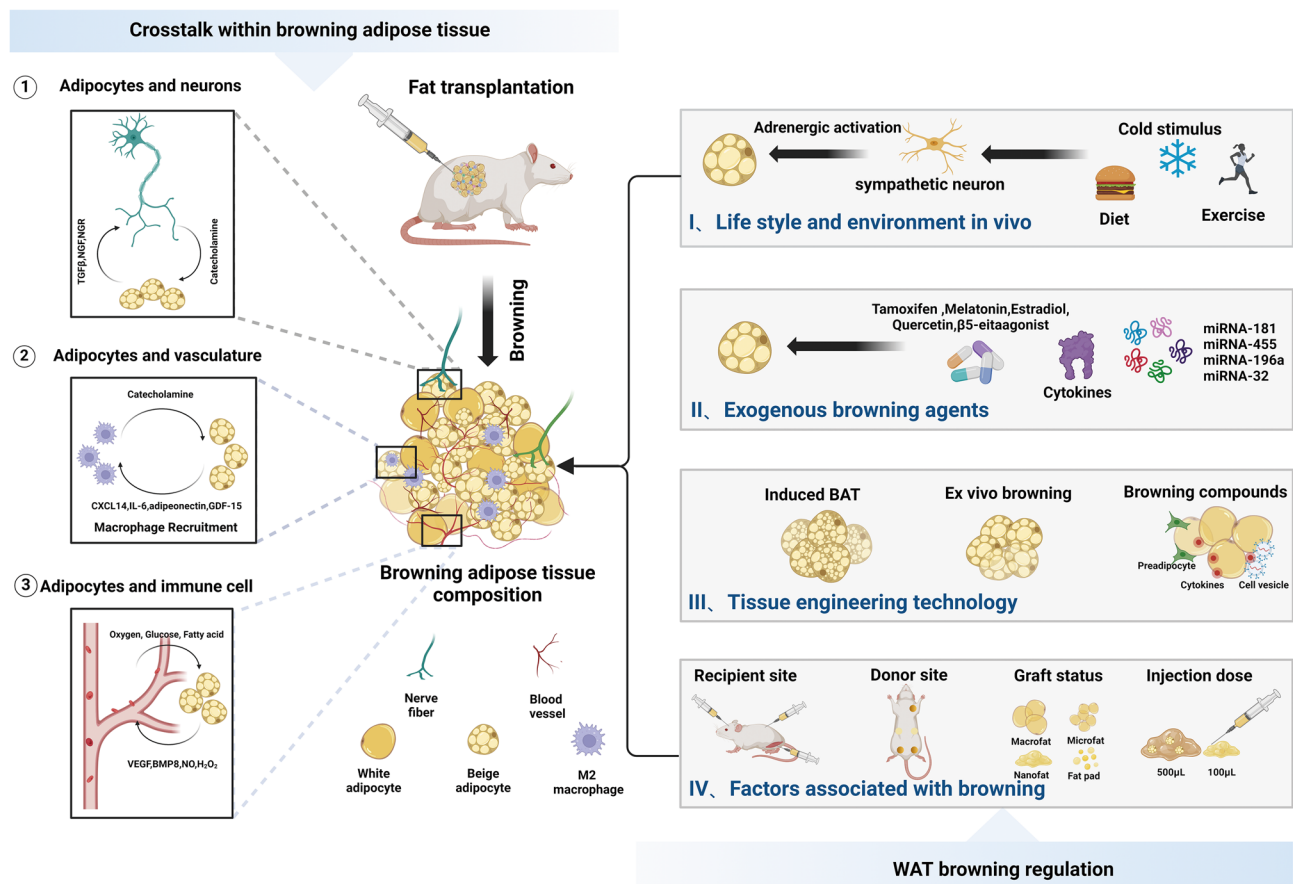 Crosstalk within browning adipose tissue
1
Adipocytes and neurons
TGFβ,NGF,NGR
Catecholamine
2
Adipocytes and vasculature
Catecholamine
CXCL14,IL-6,adipeonectin,GDF-15
Macrophage Recruitment
3
Adipocytes and immune cell
Oxygen, Glucose, Fatty acid
VEGF,BMP8,NO,H₂O₂
Fat transplantation
Browning
Browning adipose tissue
composition
Nerve
fiber
Blood
vessel
White
adipocyte
Beige
adipocyte
M2
macrophage
Adrenergic activation
sympathetic neuron
Cold stimulus
Diet
Exercise
I、 Life style and environment in vivo
Tamoxifen ,Melatonin,Estradiol,
Quercetin,β5-eitaagonist
Cytokines
miRNA-181
miRNA-455
miRNA-196a
miRNA-32
II、 Exogenous browning agents
Induced BAT
Ex vivo browning
Browning compounds
Preadipocyte
Cytokines
Cell vesicle
III、 Tissue engineering technology
Recipient site
Donor site
Graft status
Injection dose
Macrofat
Microfat
Nanofat
Fat pad
500μL
100μL
IV、 Factors associated with browning
WAT browning regulation